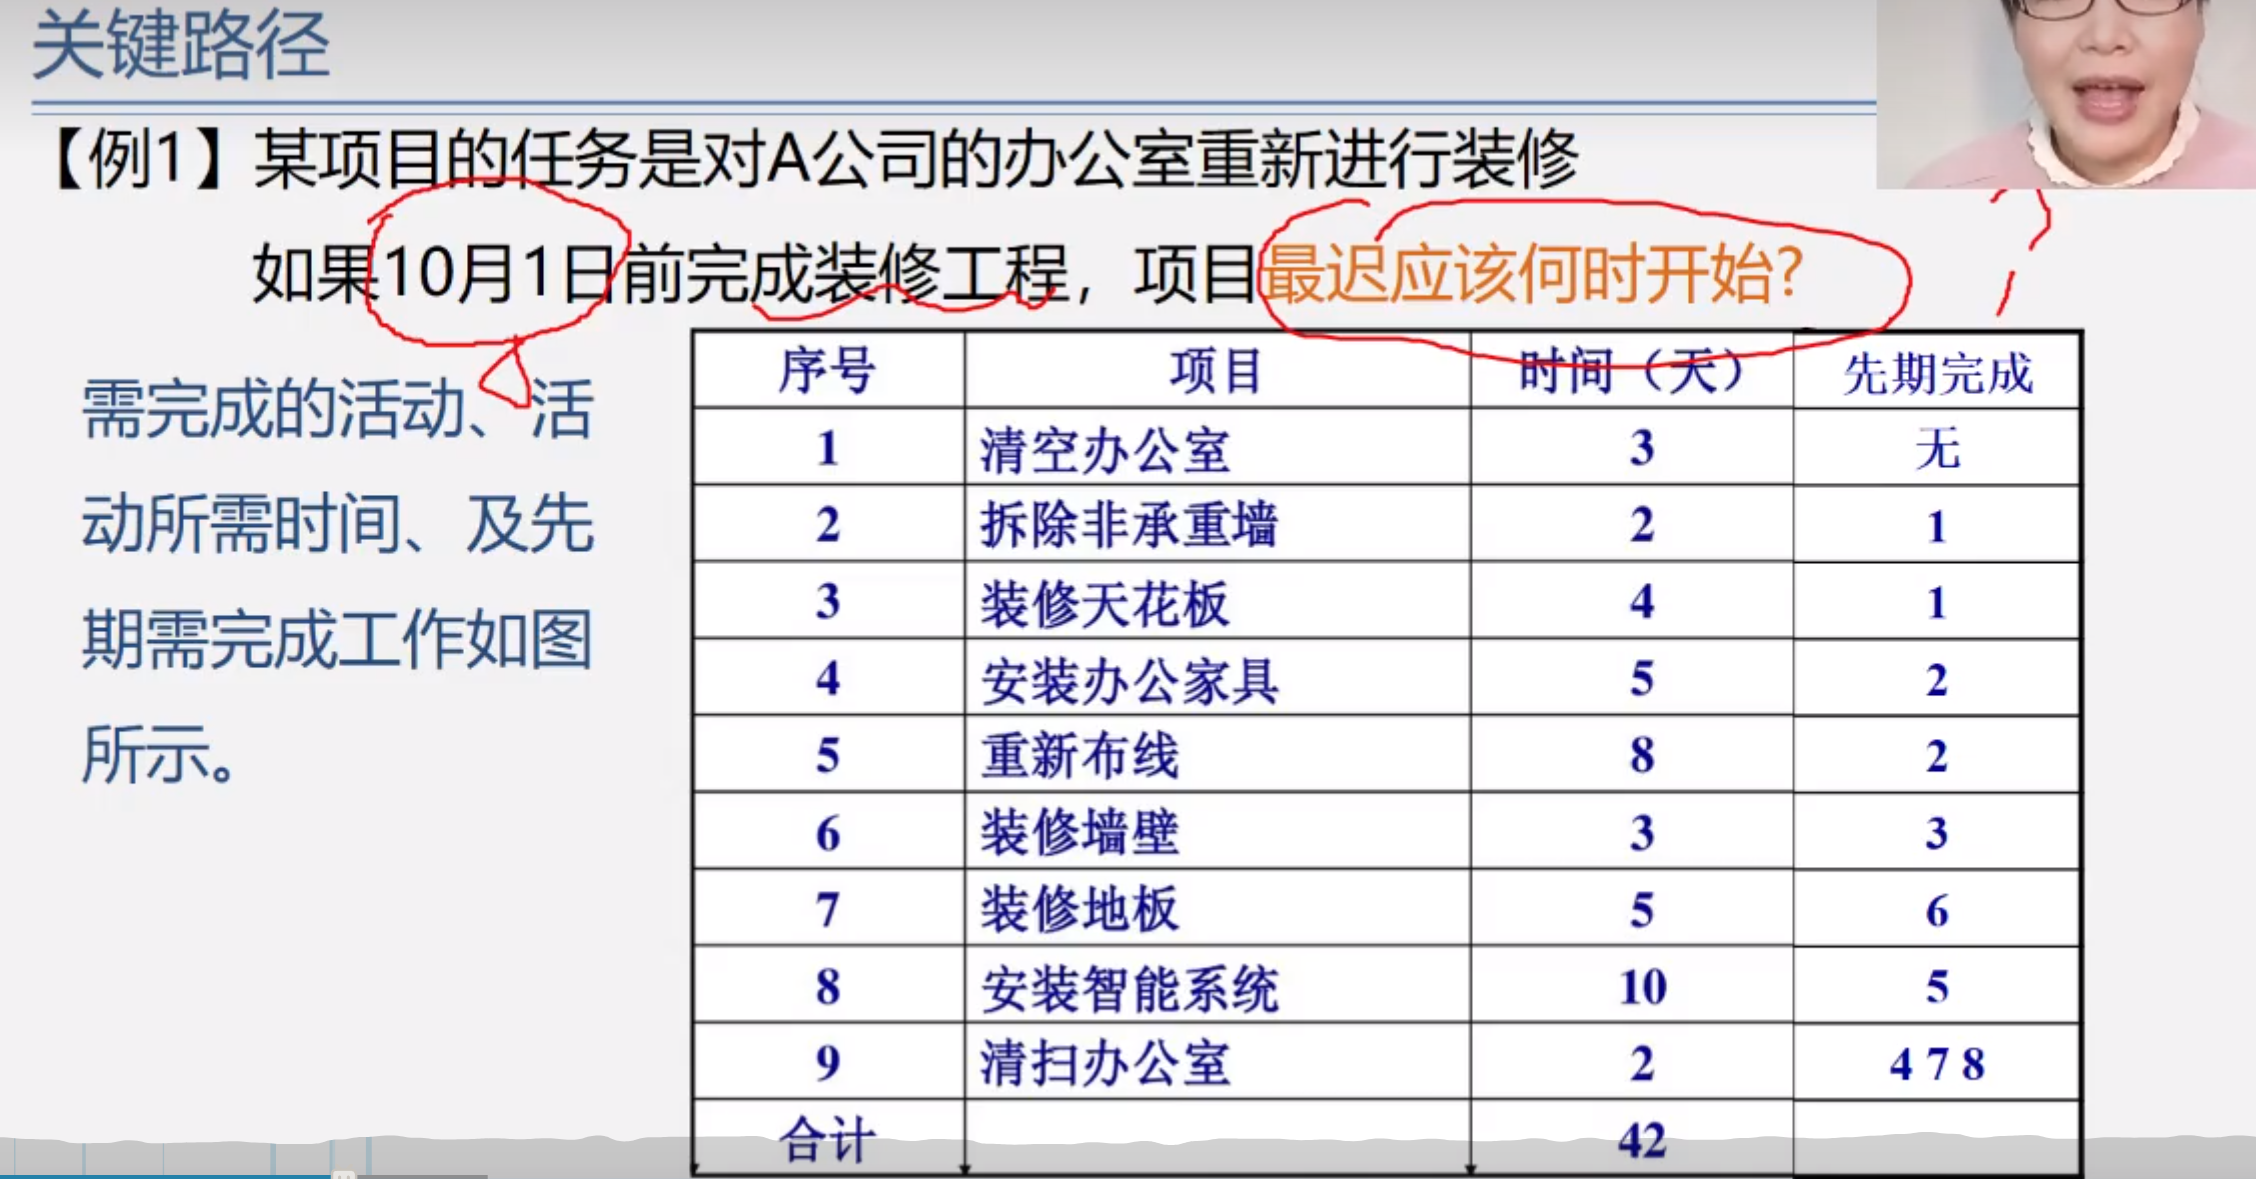 关键路径
【例1】某项目的任务是对A公司的办公室重新进行装修
如果10月1日前完成装修工程，项目最迟应该何时开始?
需完成的活动、活
动所需时间、及先
期需完成工作如图
所示。
序号 项目 时间（天） 先期完成
1 清空办公室 3 无
2 拆除非承重墙 2 1
3 装修天花板 4 1
4 安装办公家具 5 2
5 重新布线 8 2
6 装修墙壁 3 3
7 装修地板 5 6
8 安装智能系统 10 5
9 清扫办公室 2 4 7 8
合计 42